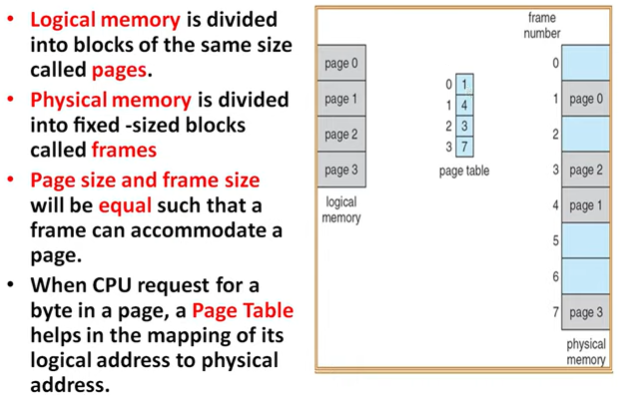 • Logical memory is divided
into blocks of the same size
called pages.
• Physical memory is divided
into fixed -sized blocks
called frames
• Page size and frame size
will be equal such that a
frame can accommodate a
page.
• When CPU request for a
byte in a page, a Page Table
helps in the mapping of its
logical address to physical
address.
page 0
page 1
page 2
page 3
logical
memory
0 1
1 4
2 3
3 7
page table
frame
number
0
1 page 0
2
3 page 2
4 page 1
5
6
7 page 3
physical
memory